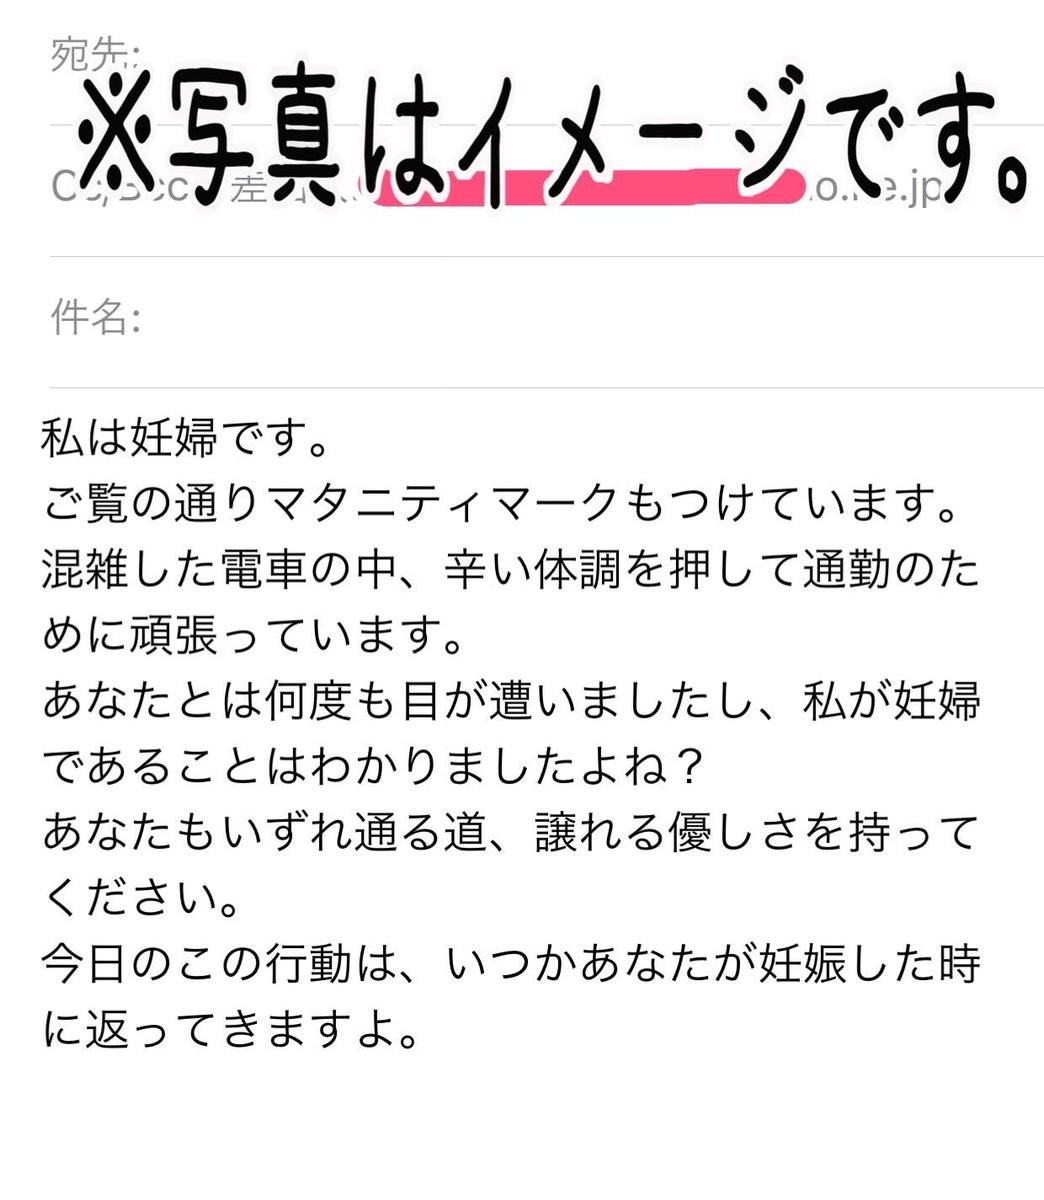 宛先:
※写真はイメージです。
件名:
私は妊婦です。
ご覧の通りマタニティマークもつけています。
混雑した電車の中、辛い体調を押して通勤のた
めに頑張っています。
あなたとは何度も目が遭いましたし、私が妊婦
であることはわかりましたよね？
あなたもいずれ通る道、譲れる優しさを持って
ください。
今日のこの行動は、いつかあなたが妊娠した時
に返ってきますよ。